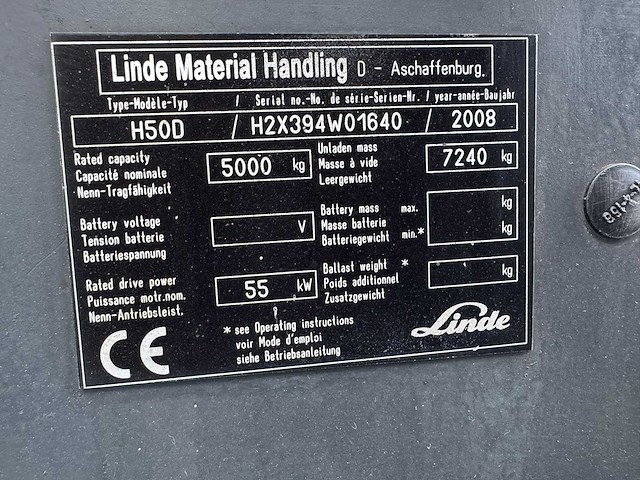 Linde Material Handling D - Aschaffenburg.
Type-Modèle-Typ / Serial no.-No. de série-Serien-Nr. / year-année-Baujahr
H50D / H2X394W01640 / 2008
Rated capacity
Capacité nominale
Nenn-Tragfähigkeit
5000 kg
Unladen mass
Masse à vide
Leergewicht
7240 kg
Battery voltage
Tension batterie
Batteriespannung
V
Battery mass max.
Masse batterie
Batteriegewicht min.*
kg
kg
Rated drive power
Puissance motr.nom.
Nenn-Antriebsleist.
55 kW
Ballast weight *
Poids additionnel
Zusatzgewicht
kg
* see Operating instructions
voir Mode d'emploi
siehe Betriebsanleitung
CE
Linde